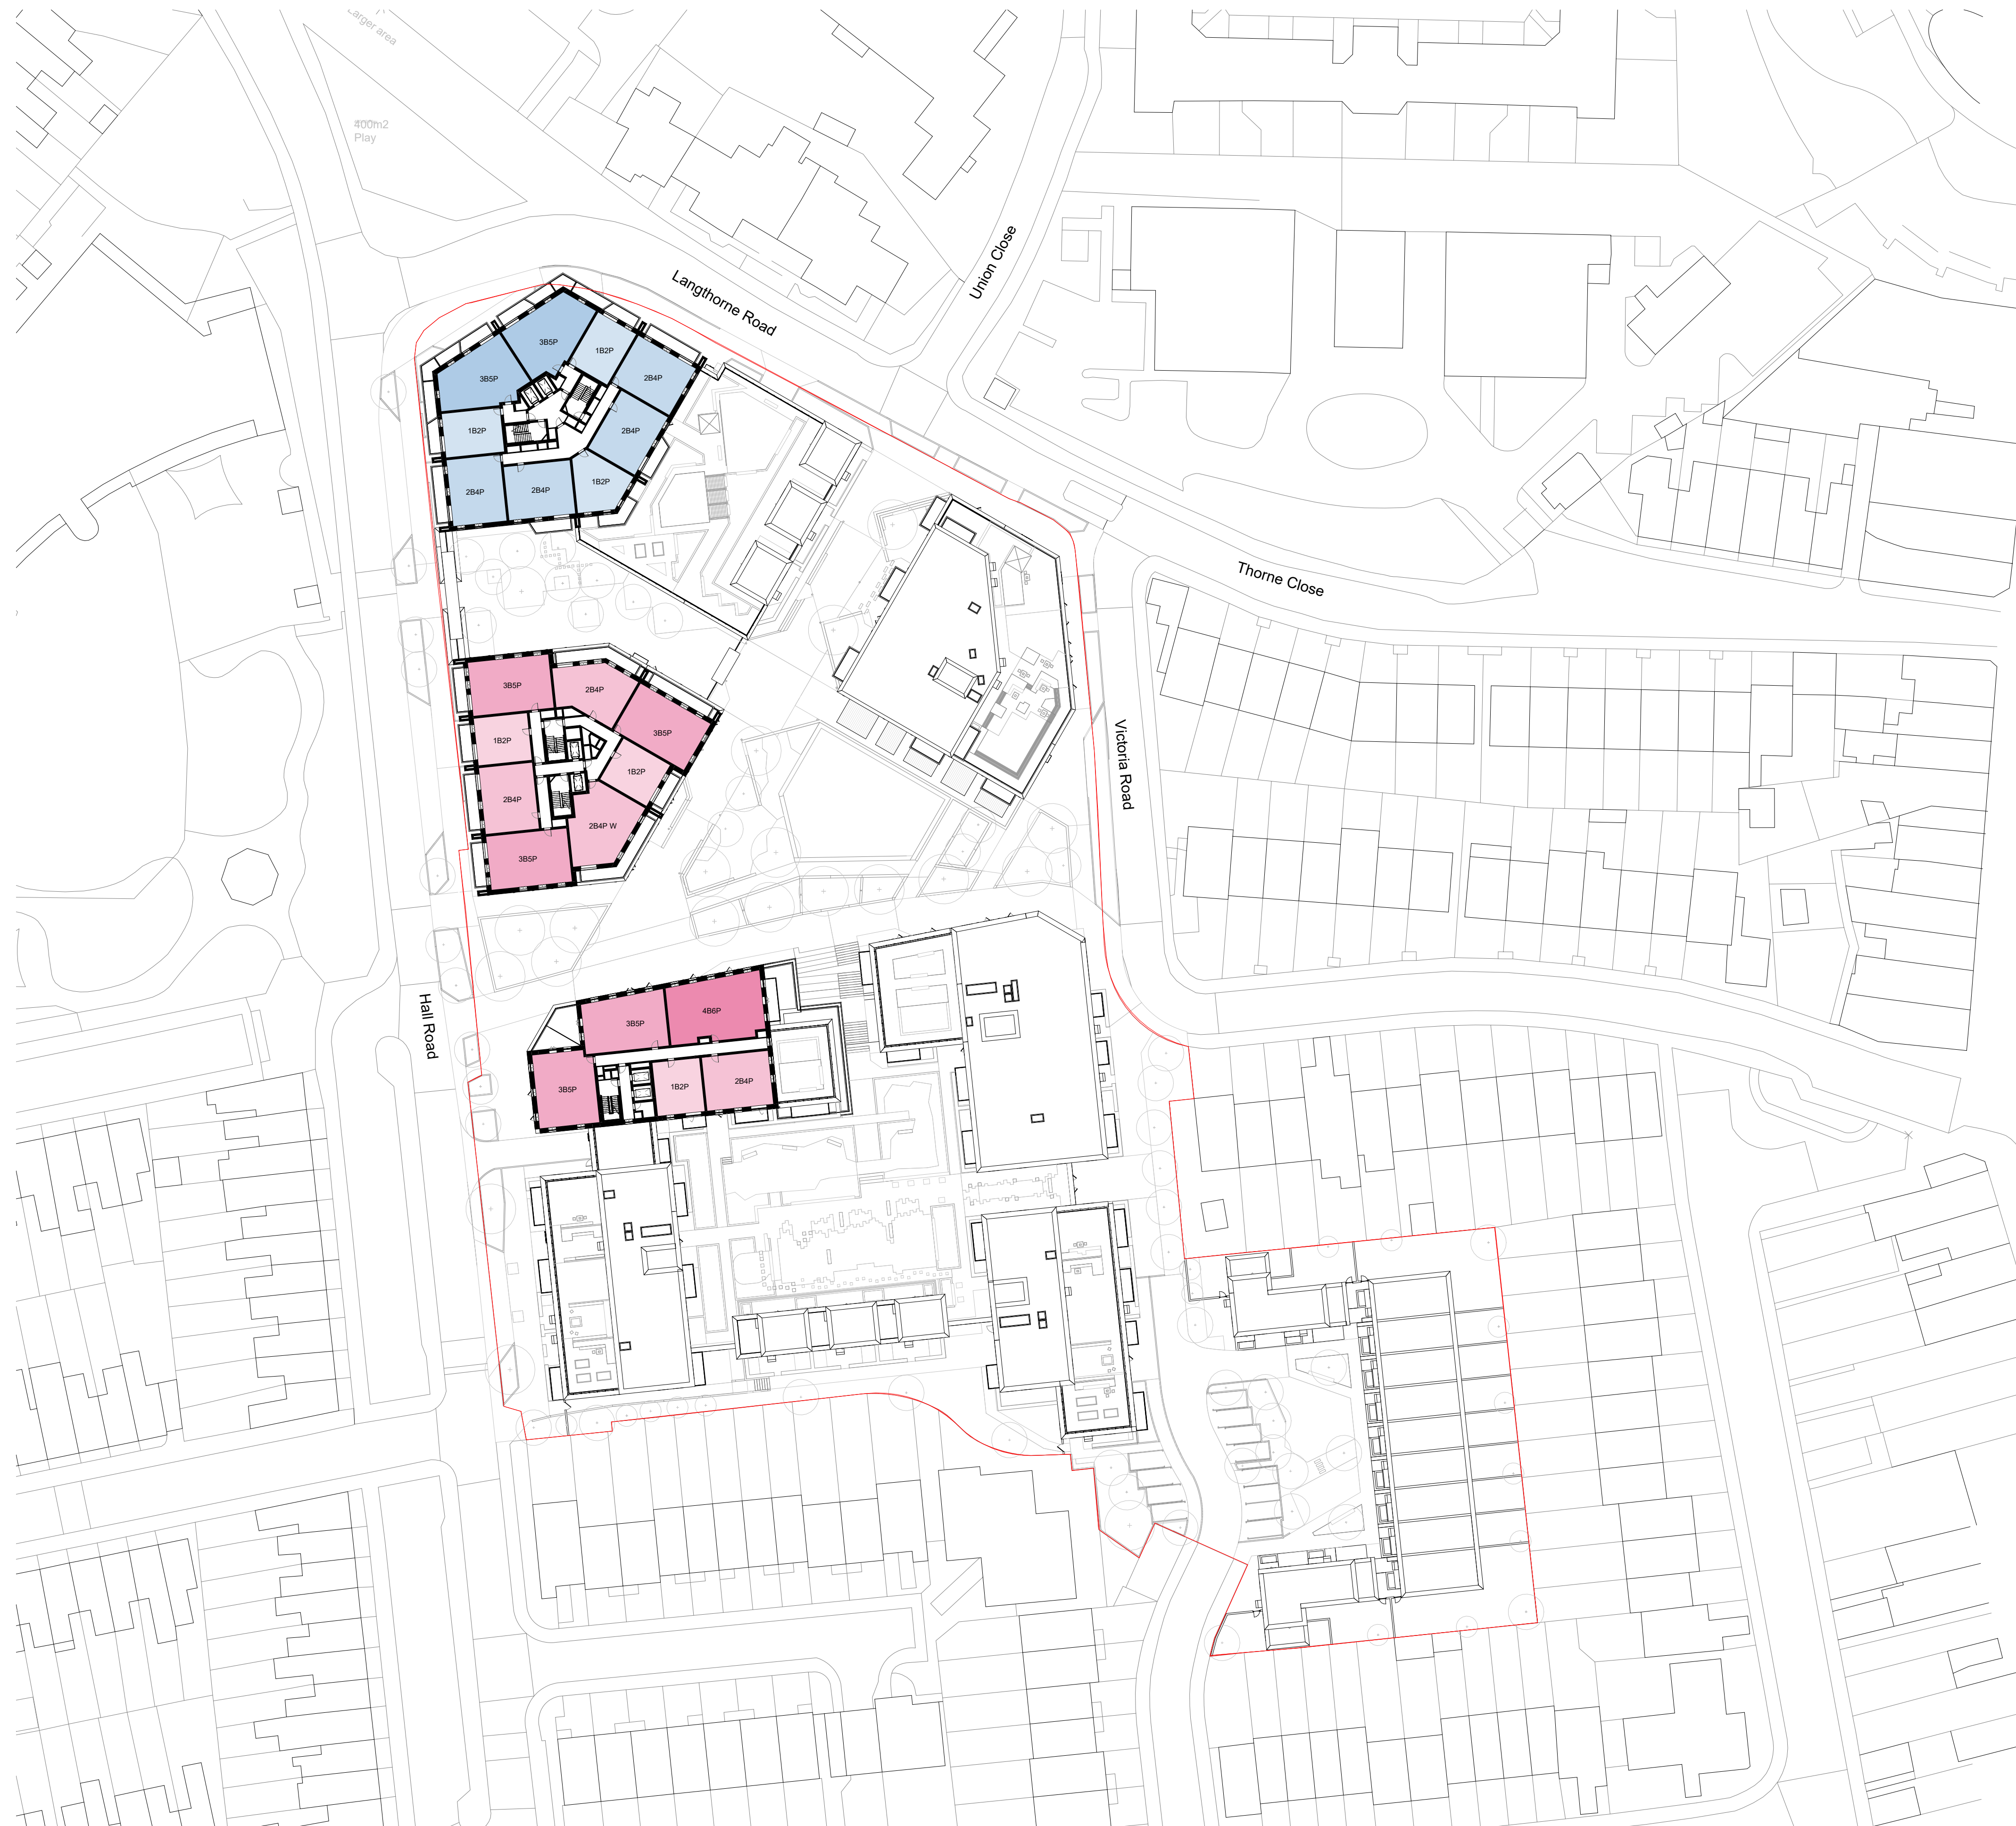 Larger area
400m2
Play
Union Close
Langthorne Road
3B5P
1B2P
3B5P
2B4P
1B2P
2B4P
2B4P
2B4P
1B2P
Thorne Close
3B5P
2B4P
1B2P
3B5P
Victoria Road
1B2P
2B4P
2B4P W
3B5P
Hall Road
3B5P
4B6P
3B5P
1B2P
2B4P